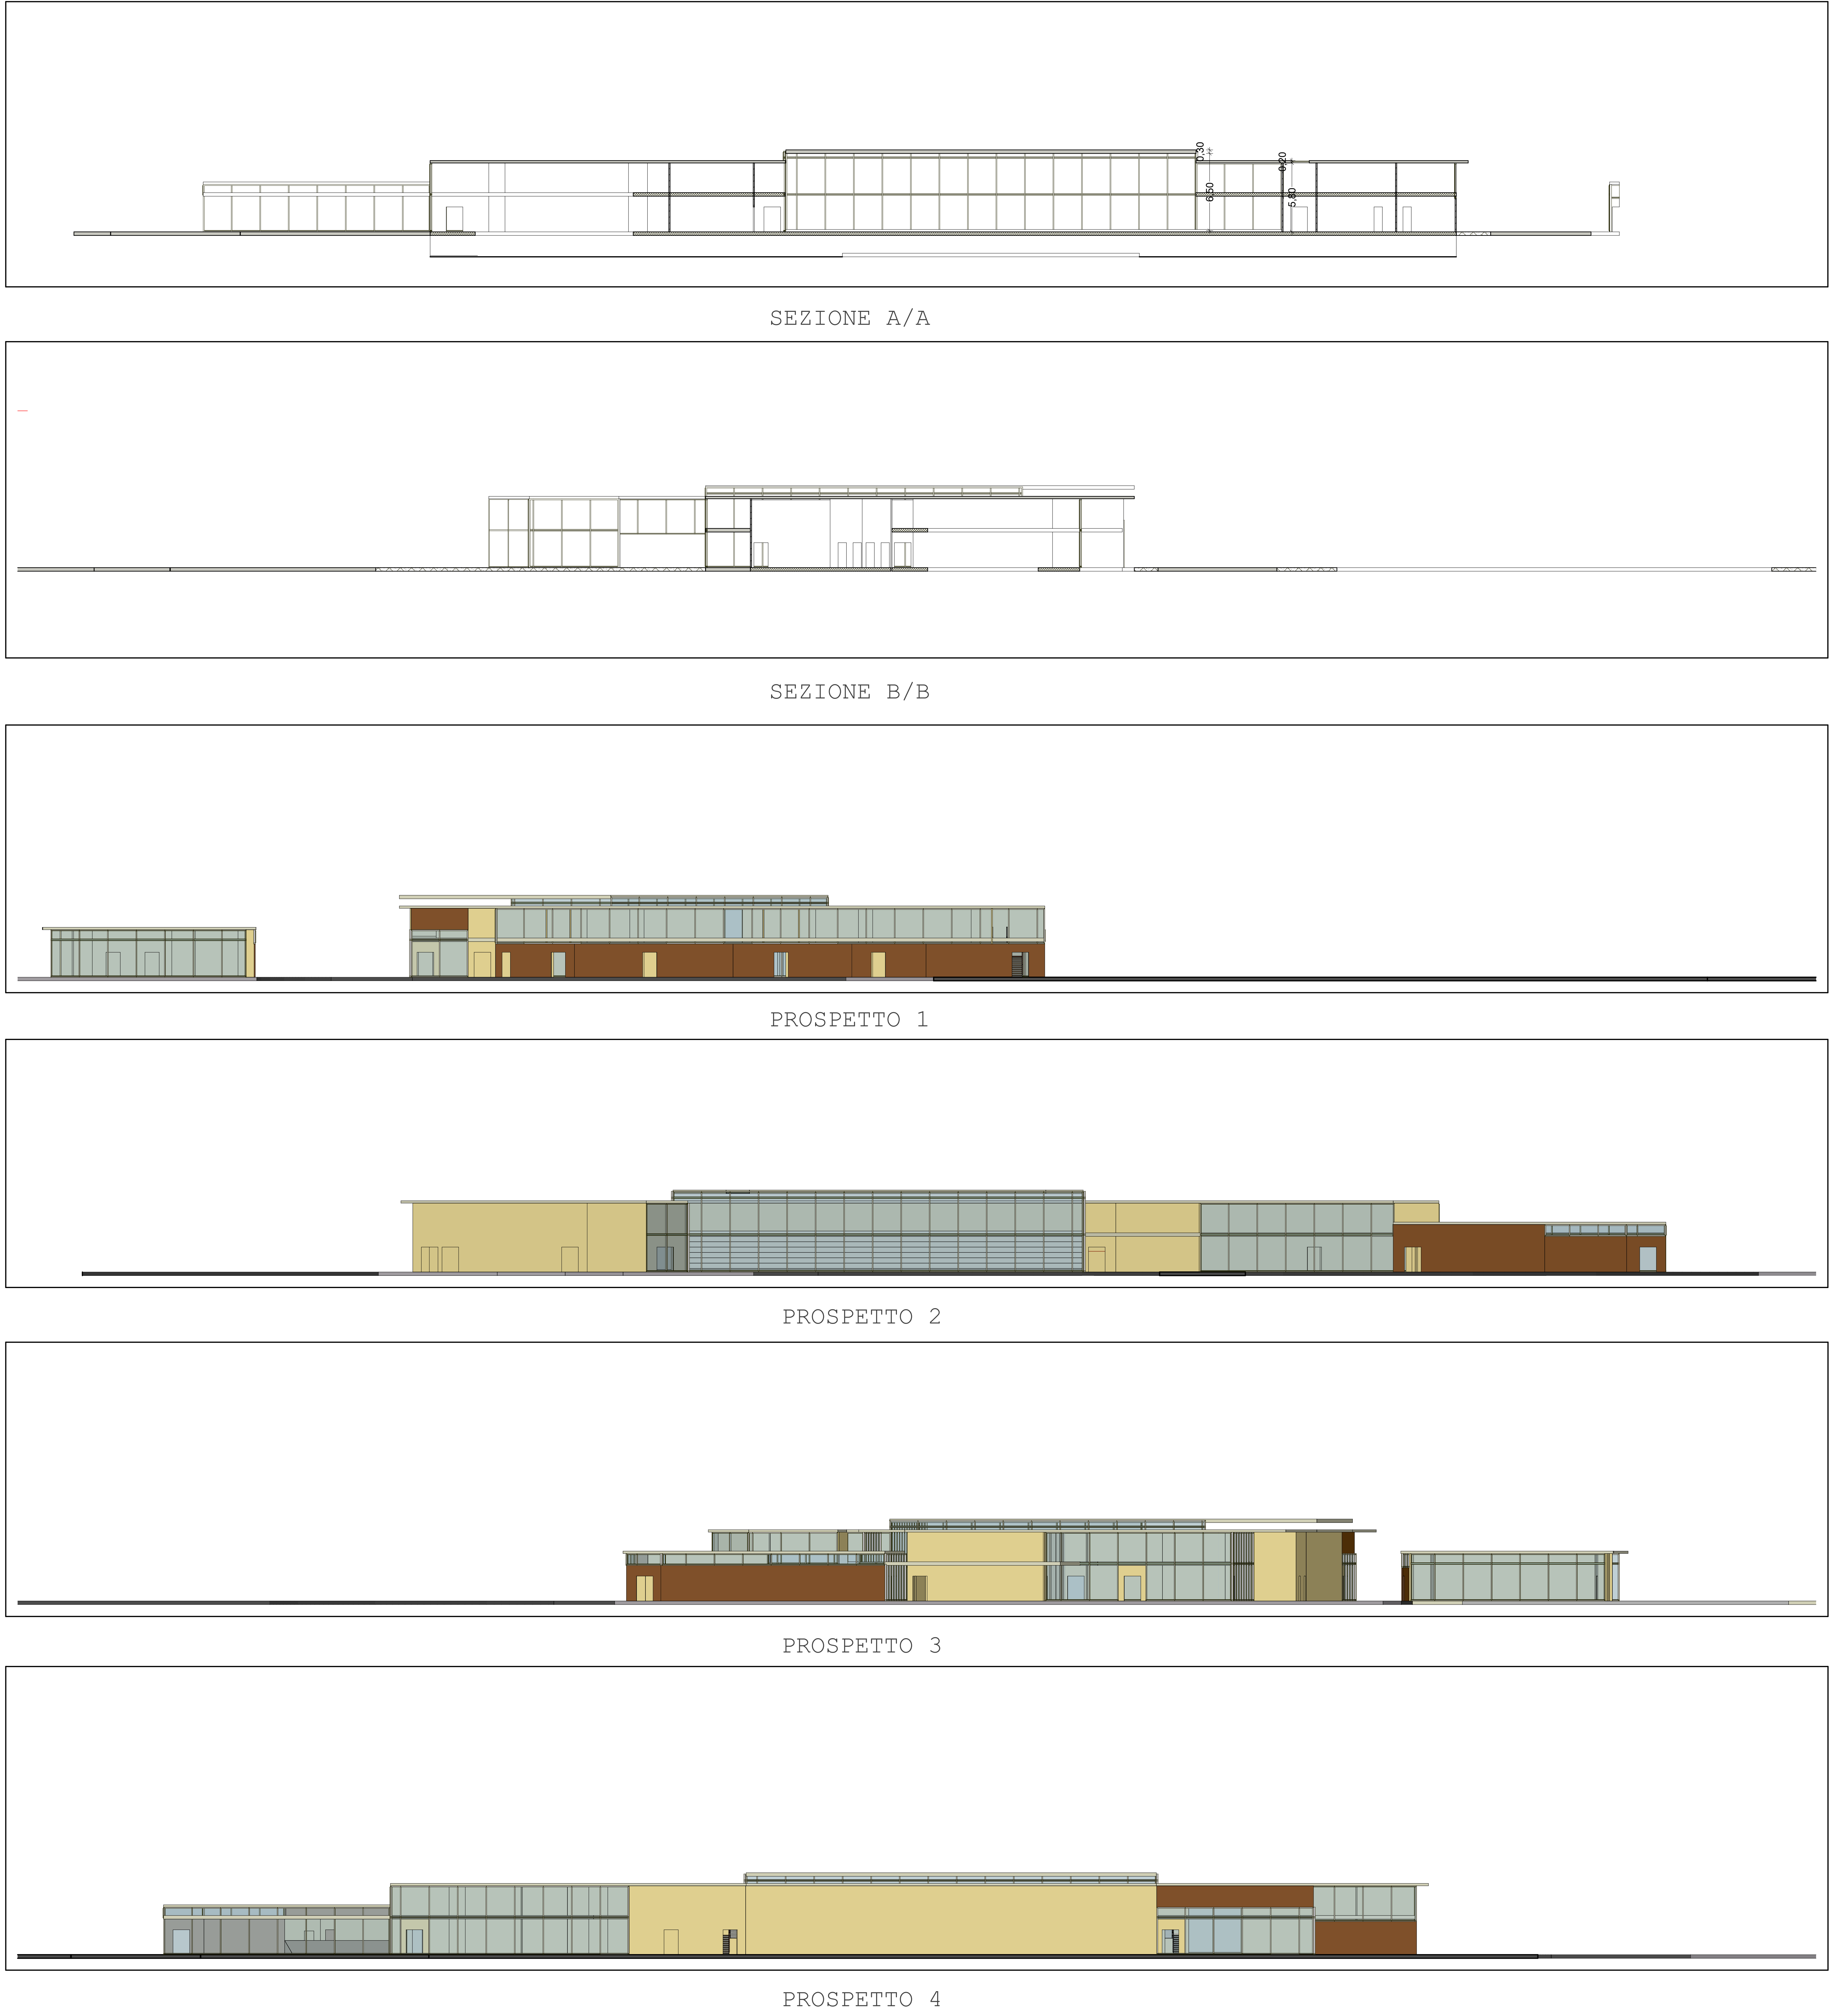 0,30
0,20
6,50
5,80
SEZIONE A/A
SEZIONE B/B
PROSPETTO 1
PROSPETTO 2
PROSPETTO 3
PROSPETTO 4